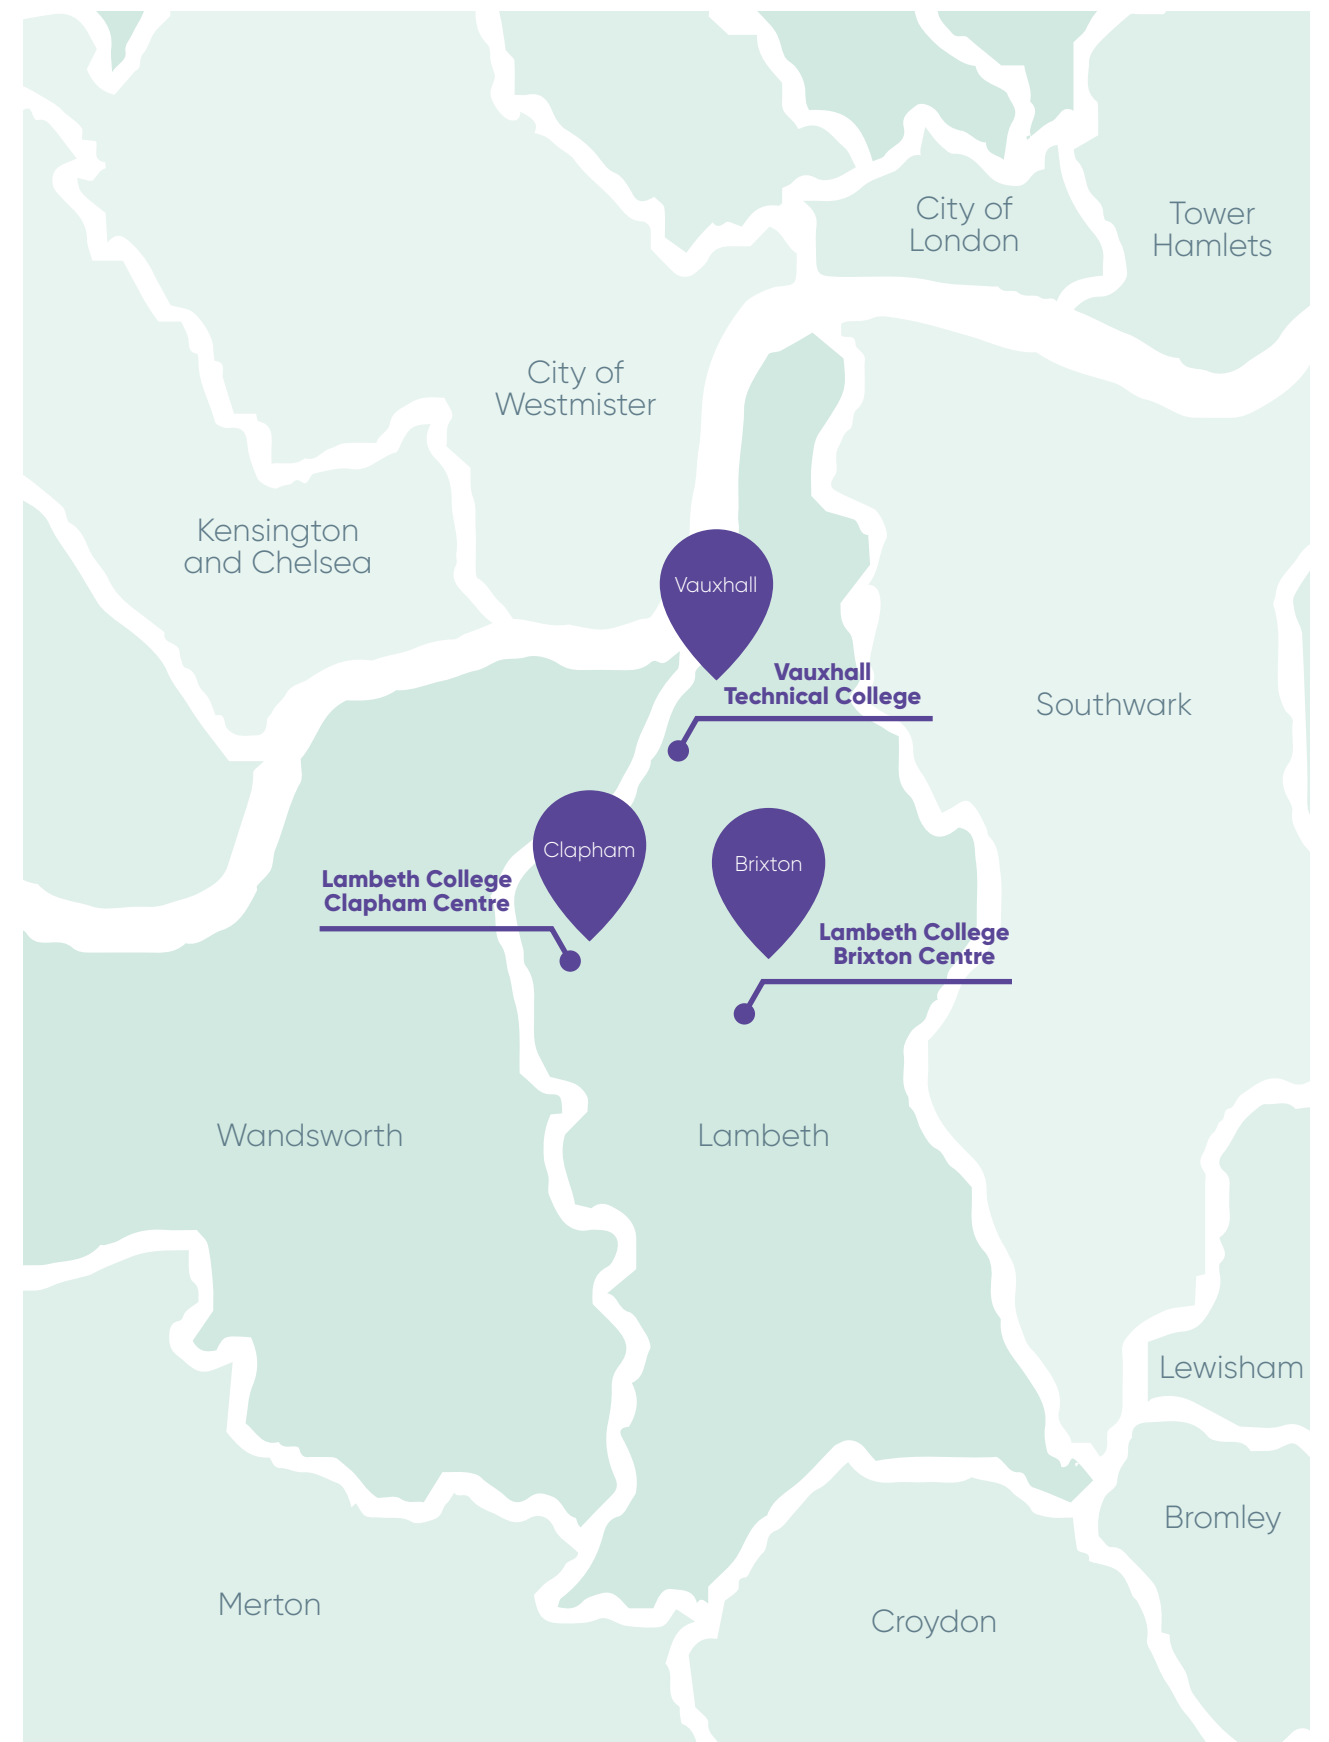 City of
London
Tower
Hamlets
City of
Westmister
Kensington
and Chelsea
Vauxhall
Vauxhall
Technical College
Southwark
Clapham
Brixton
Lambeth College
Clapham Centre
Lambeth College
Brixton Centre
Wandsworth
Lambeth
Lewisham
Bromley
Merton
Croydon